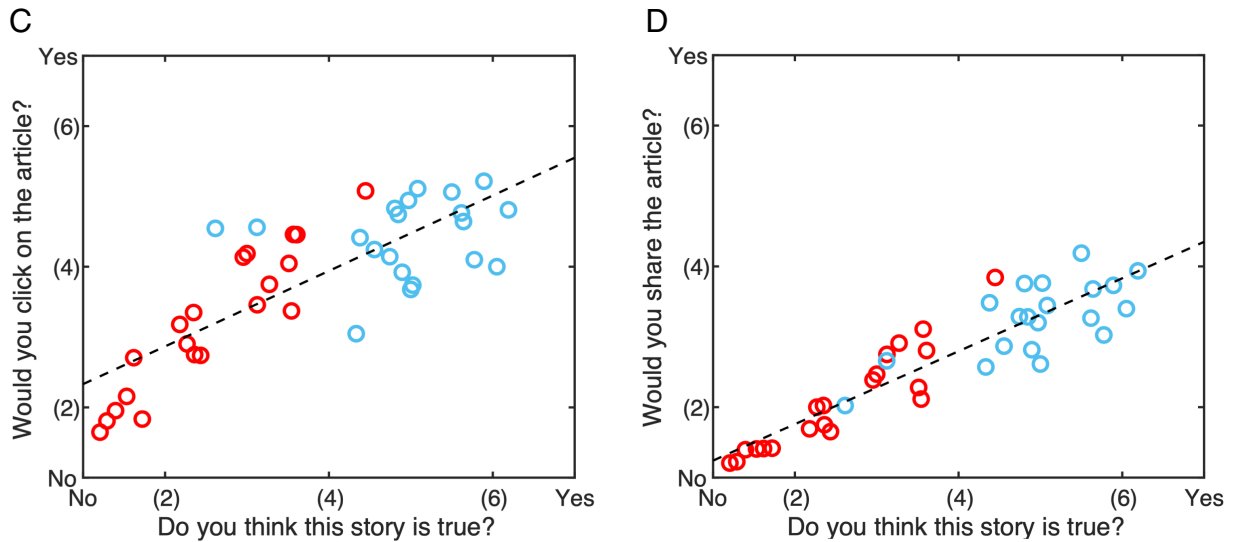 C
Yes
(6)
(4)
(2)
No
Would you click on the article?
No (2) (4) (6) Yes
Do you think this story is true?
D
Yes
(6)
(4)
(2)
No
Would you share the article?
No (2) (4) (6) Yes
Do you think this story is true?